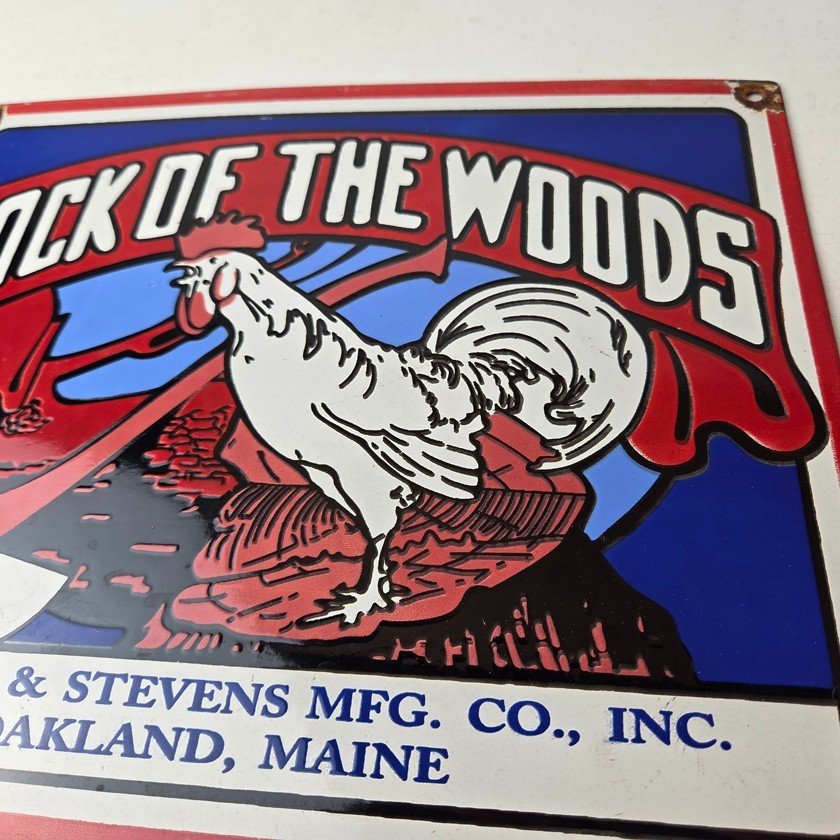 OCK OF THE WOODS
& STEVENS MFG. CO., INC.
OAKLAND, MAINE